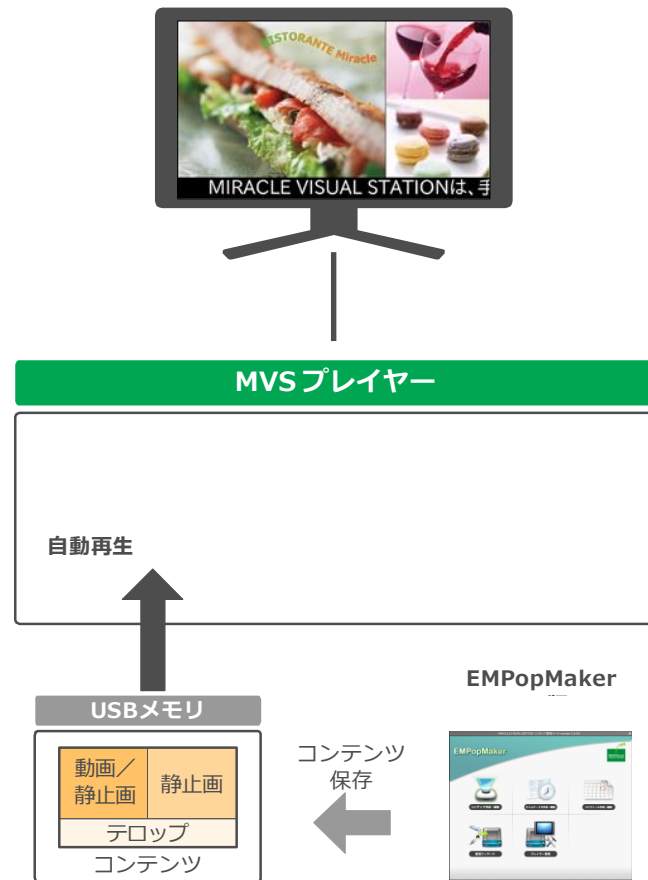 RISTORANTE Miracle
MIRACLE VISUAL STATIONは、手
MVSプレイヤー
自動再生
EMPopMaker
USBメモリ
コンテンツ
保存
動画／
静止画
静止画
テロップ
コンテンツ
EMPopMaker